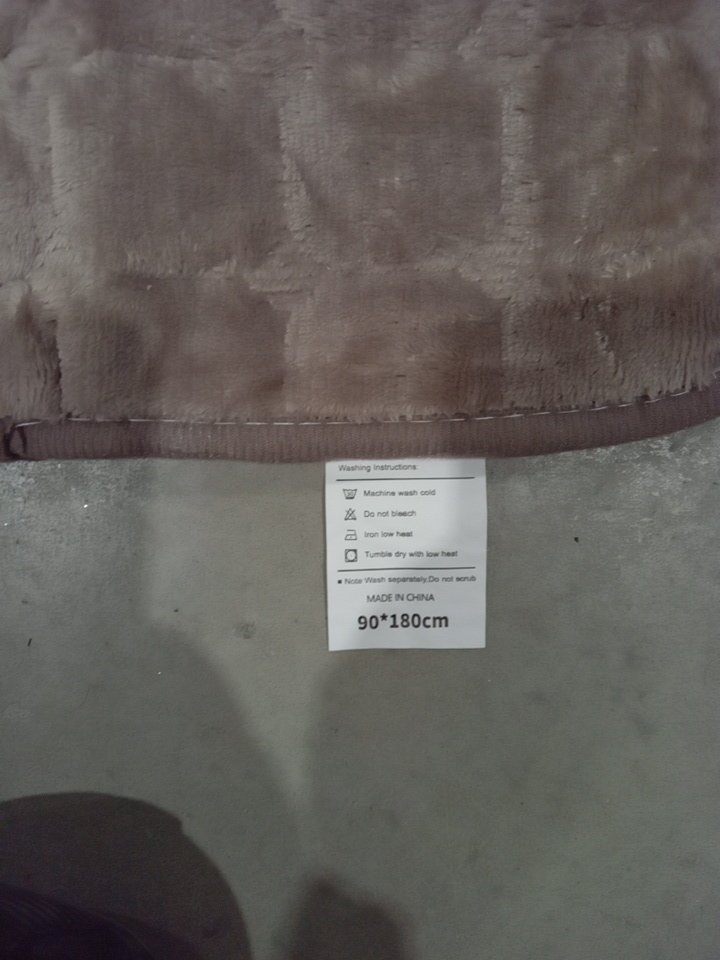 Washing Instructions:
Machine wash cold
Do not bleach
Iron low heat
Tumble dry with low heat
Note:Wash separately,Do not scrub
MADE IN CHINA
90*180cm